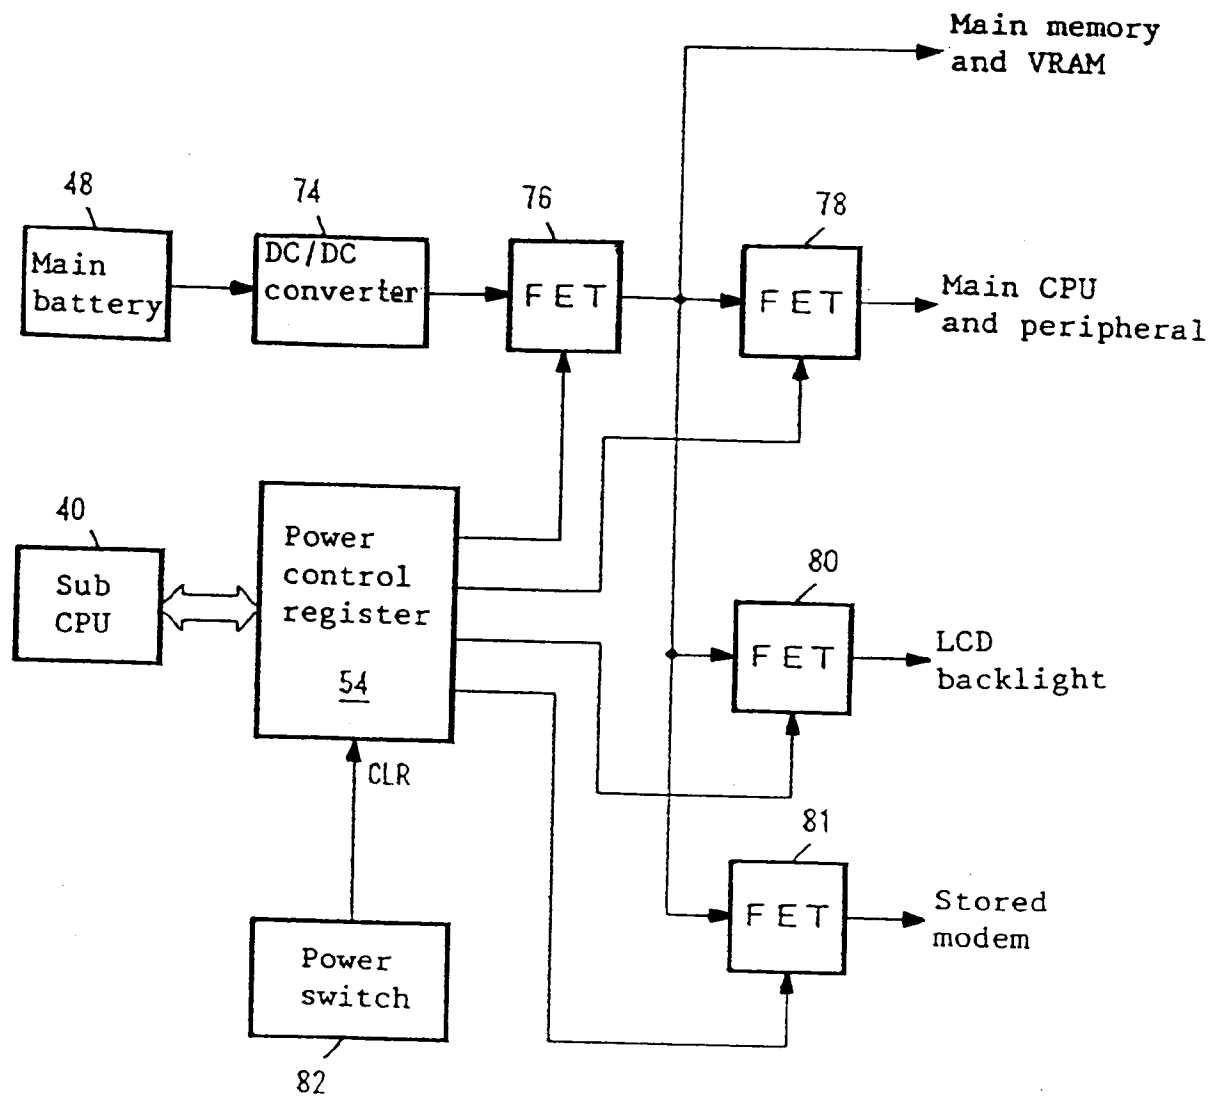 Main memory
and VRAM
48
74
76
78
Main
battery
DC/DC
converter
FET
FET
Main CPU
and peripheral
40
Sub
CPU
Power
control
register
54
80
FET
LCD
backlight
CLR
81
FET
Stored
modem
Power
switch
82